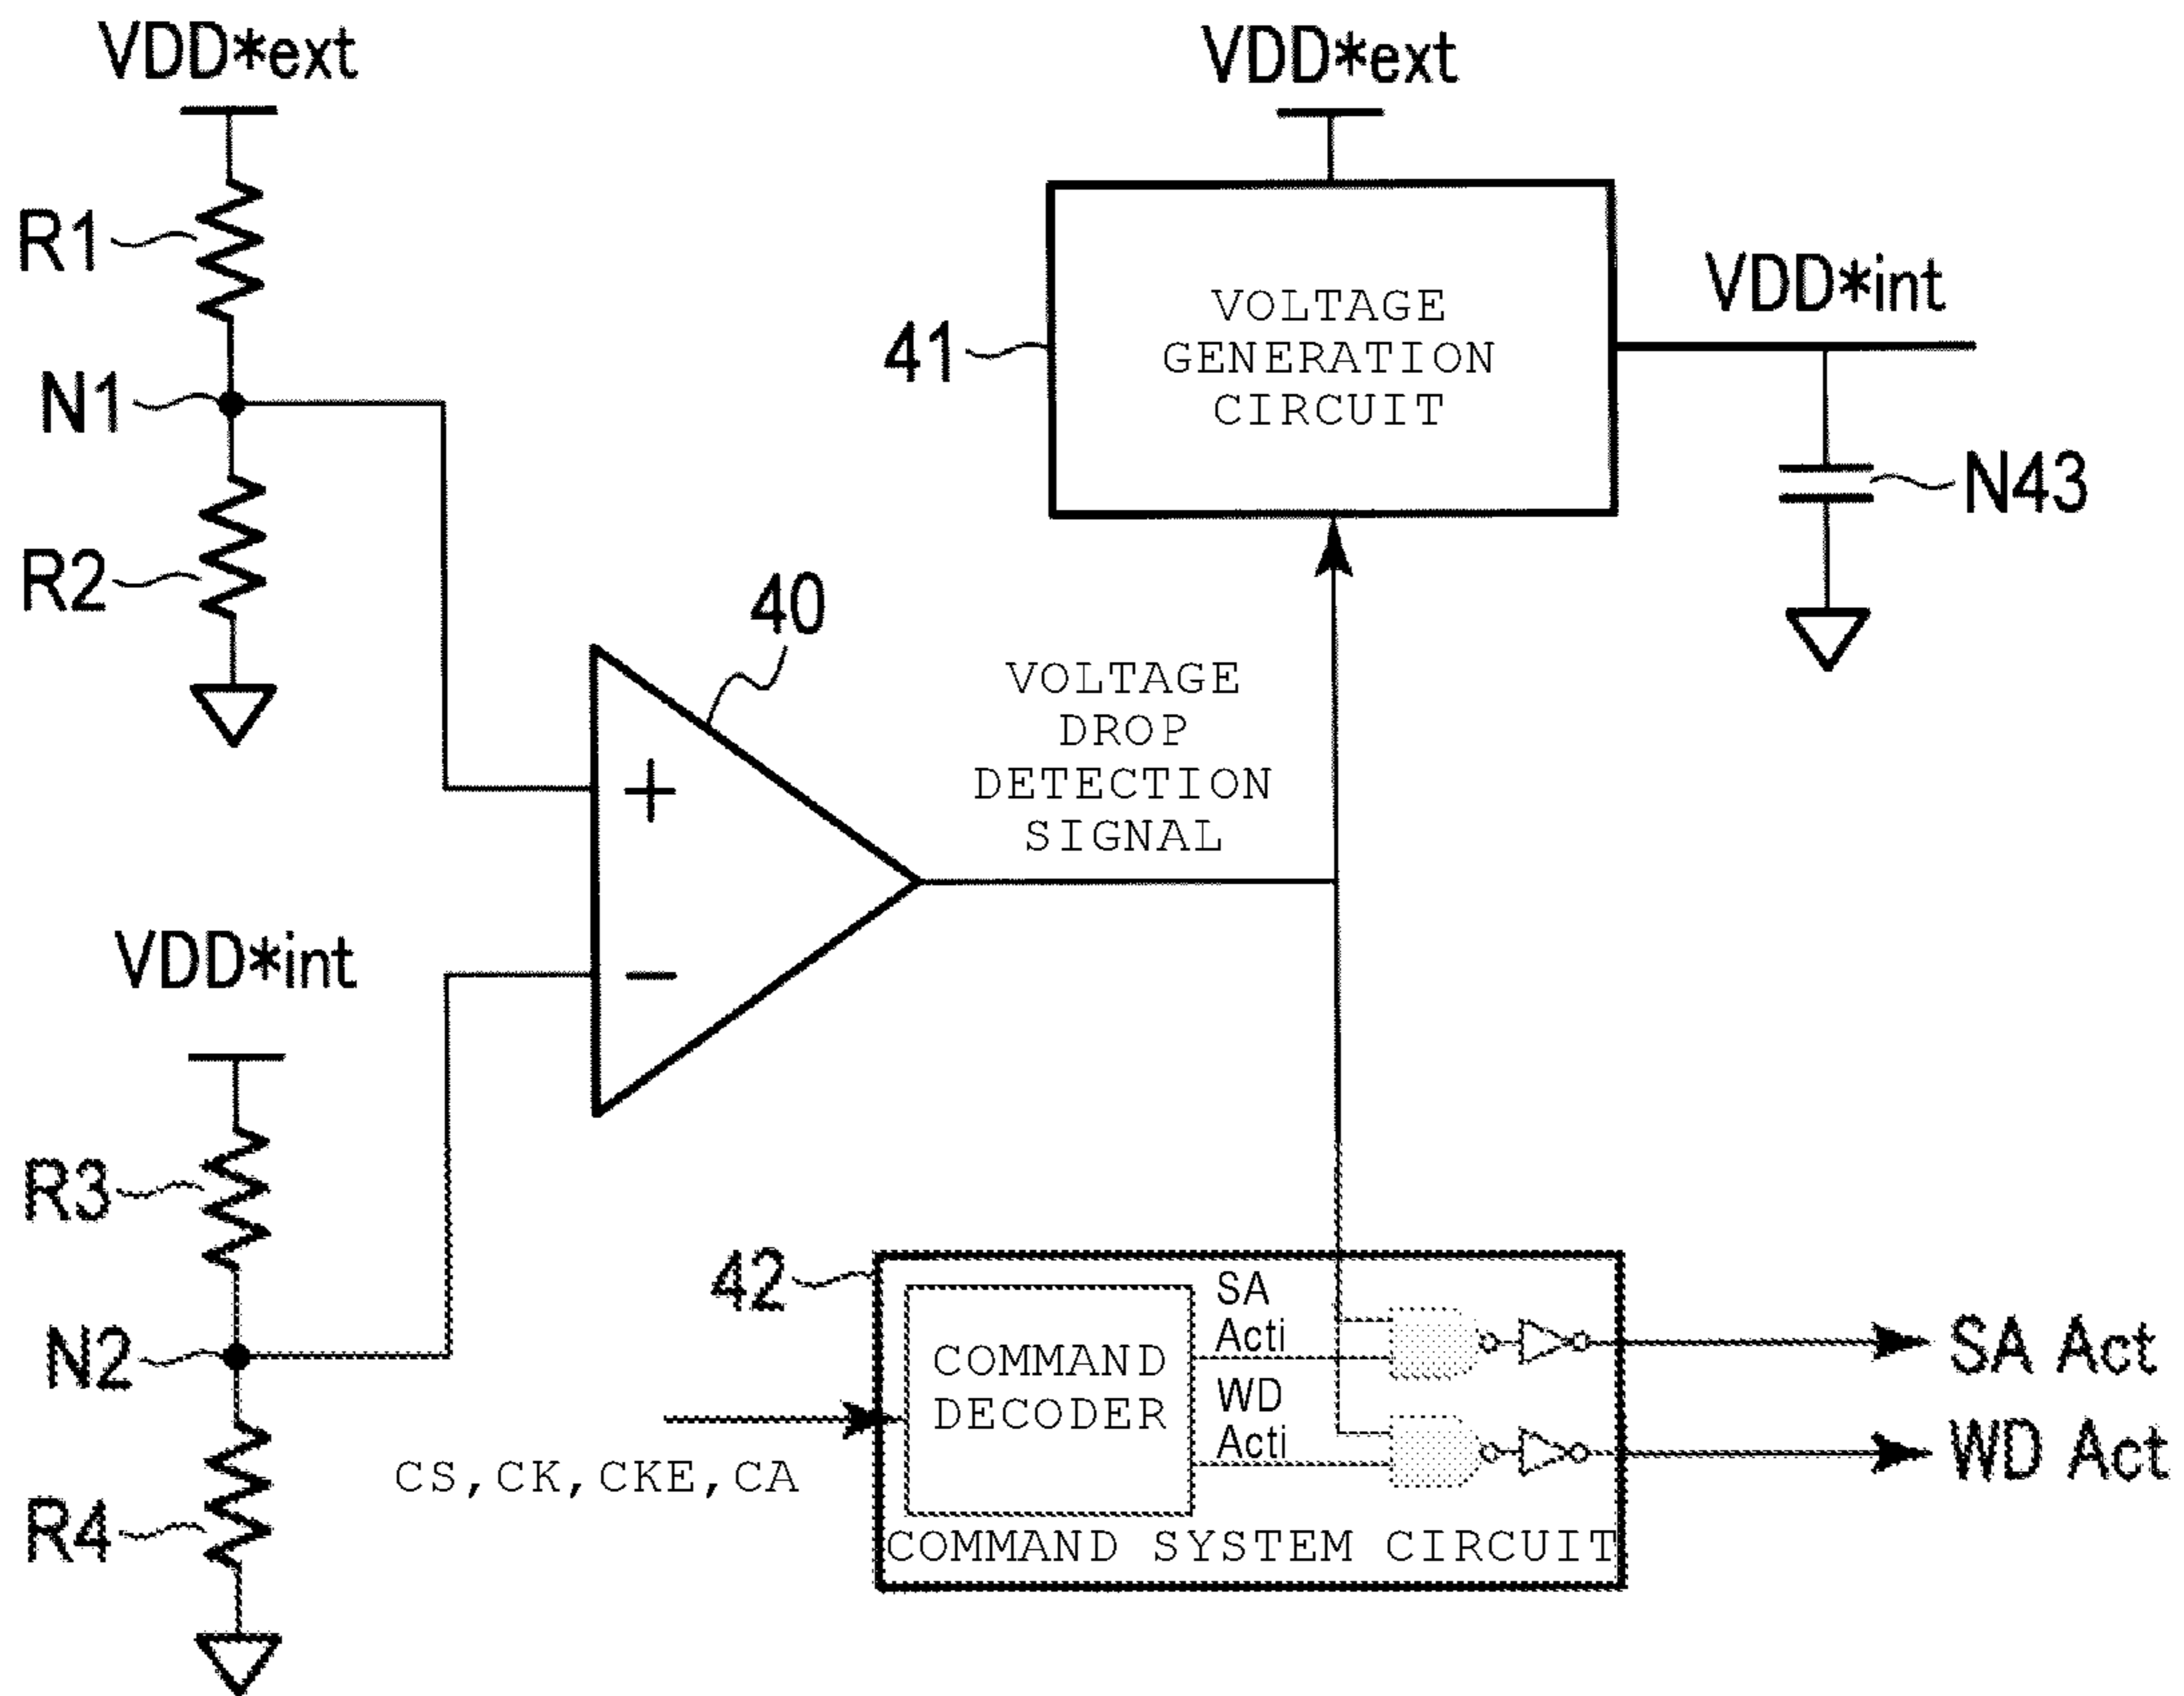 VDD*ext
VDD*ext
R1
VDD*int
41
VOLTAGE
GENERATION
CIRCUIT
N1
N43
R2
40
VOLTAGE
DROP
DETECTION
SIGNAL
+
−
VDD*int
R3
42
SA
Acti
COMMAND
DECODER
WD
Acti
SA Act
N2
WD Act
CS,CK,CKE,CA
R4
COMMAND SYSTEM CIRCUIT